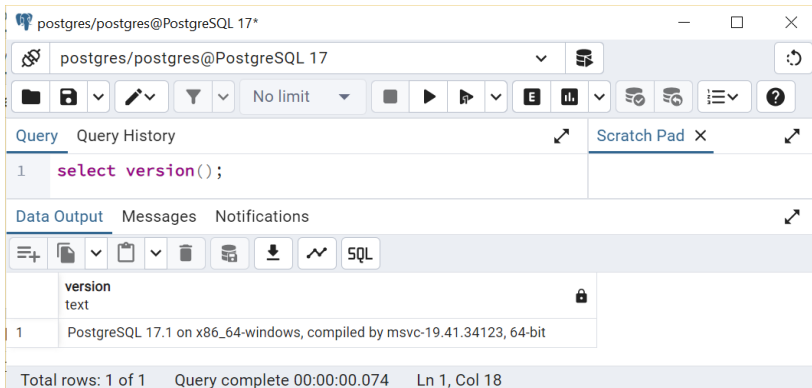 postgres/postgres@PostgreSQL 17*
postgres/postgres@PostgreSQL 17
No limit
E
Query Query History
Scratch Pad
1 select version();
Data Output Messages Notifications
SQL
version
text
1 PostgreSQL 17.1 on x86_64-windows, compiled by msvc-19.41.34123, 64-bit
Total rows: 1 of 1 Query complete 00:00:00.074 Ln 1, Col 18